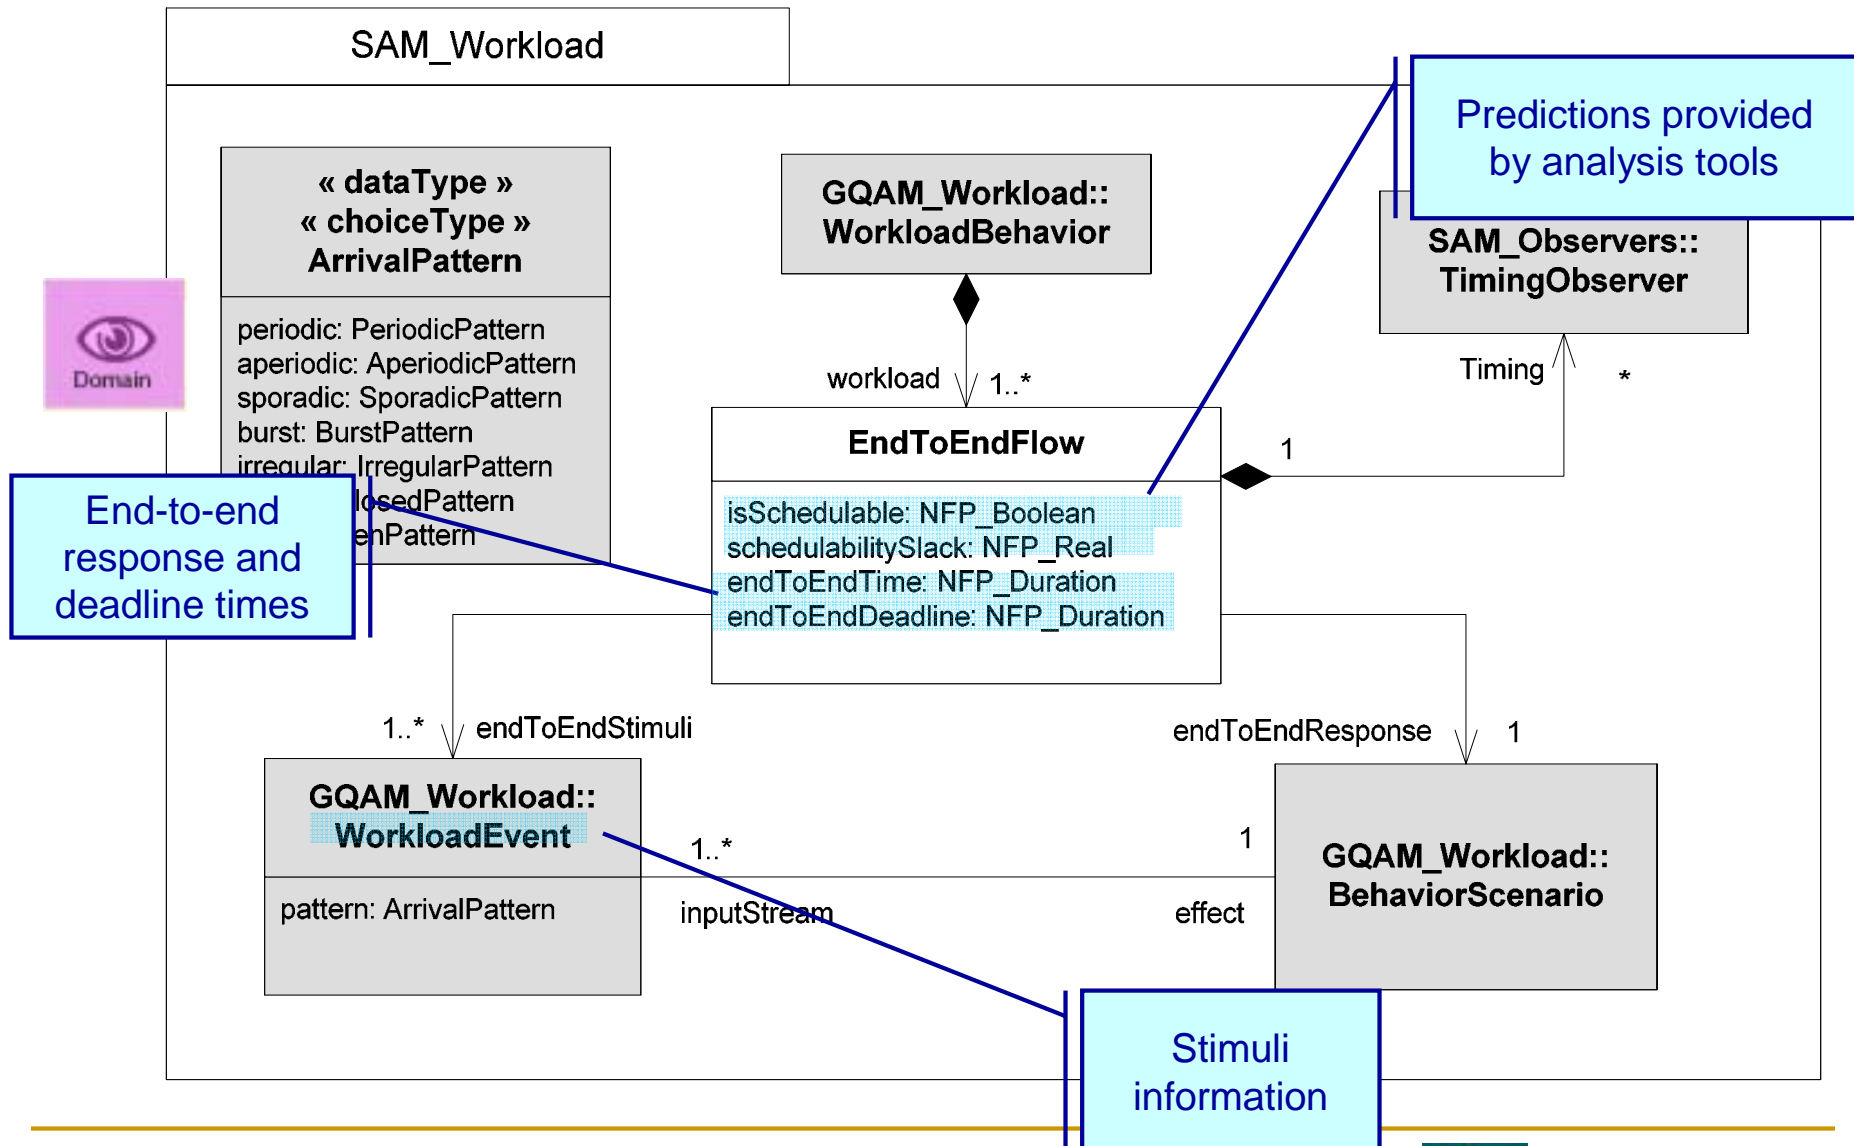 SAM_Workload
Predictions provided
by analysis tools
« dataType »
« choiceType »
ArrivalPattern
periodic: PeriodicPattern
aperiodic: AperiodicPattern
sporadic: SporadicPattern
burst: BurstPattern
irregular: IrregularPattern
losedPattern
enPattern
GQAM_Workload::
WorkloadBehavior
SAM_Observers::
TimingObserver
Domain
workload
1..*
Timing
*
EndToEndFlow
1
isSchedulable: NFP_Boolean
schedulabilitySlack: NFP_Real
endToEndTime: NFP_Duration
endToEndDeadline: NFP_Duration
End-to-end
response and
deadline times
1..*
endToEndStimuli
endToEndResponse
1
GQAM_Workload::
WorkloadEvent
pattern: ArrivalPattern
1..*
inputStream
1
effect
GQAM_Workload::
BehaviorScenario
Stimuli
information